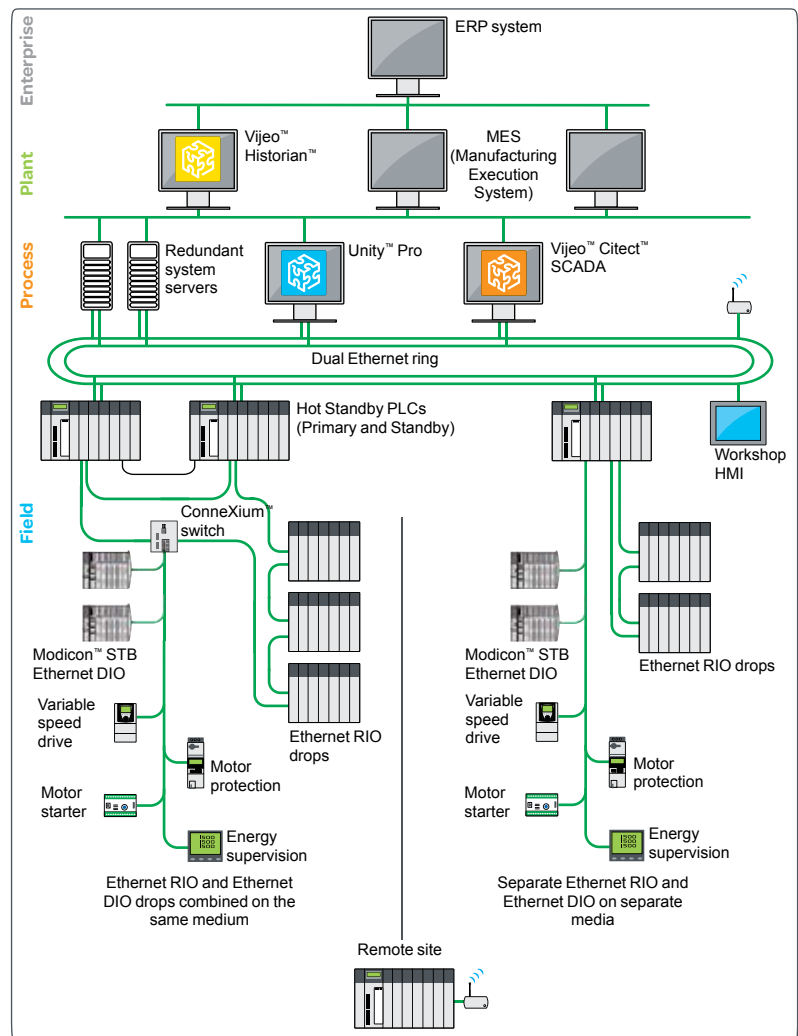 Enterprise
ERP system
Plant
Vijeo™
Historian™
MES
(Manufacturing
Execution
System)
Process
Redundant
system
servers
Unity™ Pro
Vijeo™ Citect™
SCADA
Dual Ethernet ring
Hot Standby PLCs
(Primary and Standby)
Workshop
HMI
Field
ConneXium™
switch
Modicon™ STB
Ethernet DIO
Variable
speed
drive
Ethernet RIO
drops
Motor
protection
Motor
starter
Energy
supervision
Ethernet RIO and Ethernet
DIO drops combined on the
same medium
Modicon™ STB
Ethernet DIO
Ethernet RIO drops
Variable
speed
drive
Motor
protection
Motor
starter
Energy
supervision
Separate Ethernet RIO and
Ethernet DIO on separate
media
Remote site